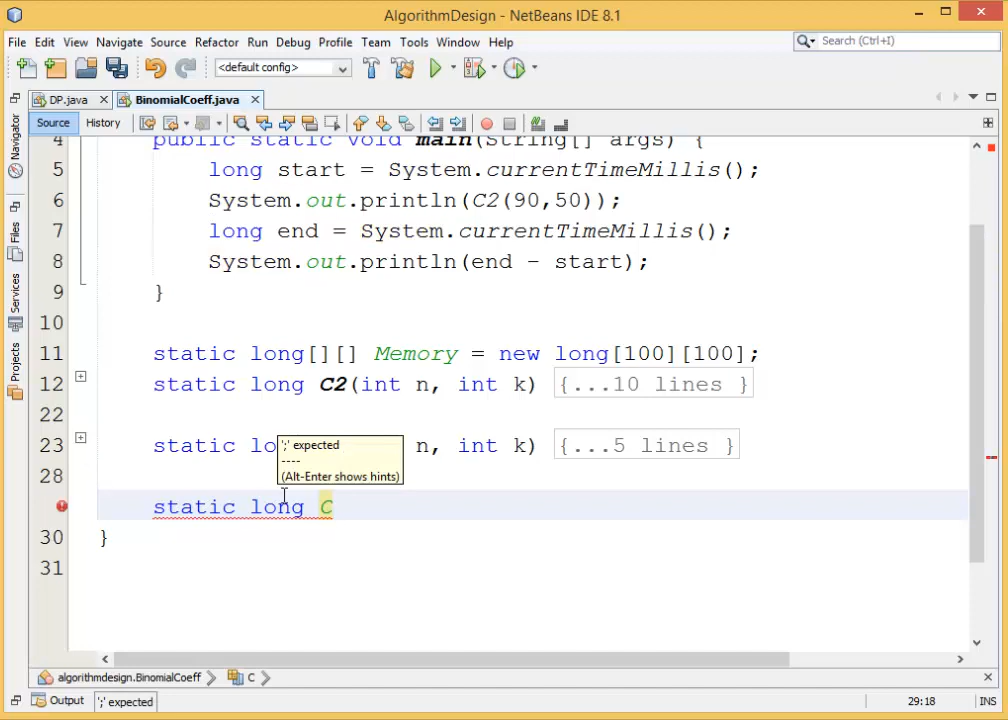 AlgorithmDesign - NetBeans IDE 8.1
File Edit View Navigate Source Refactor Run Debug Profile Team Tools Window Help
Search (Ctrl+I)
<default config>
DP.java BinomialCoeff.java
Source History
Navigator
Files
Services
Projects
4 public static void main(String[] args) {
5 long start = System.currentTimeMillis();
6 System.out.println(C2(90,50));
7 long end = System.currentTimeMillis();
8 System.out.println(end - start);
9 }
10
11 static long[][] Memory = new long[100][100];
12 static long C2(int n, int k) {...10 lines }
22
23 static lo n, int k) {...5 lines }
';' expected
----
(Alt-Enter shows hints)
28
static long C
30 }
31
algorithmdesign.BinomialCoeff C
Output ';' expected 29:18 INS